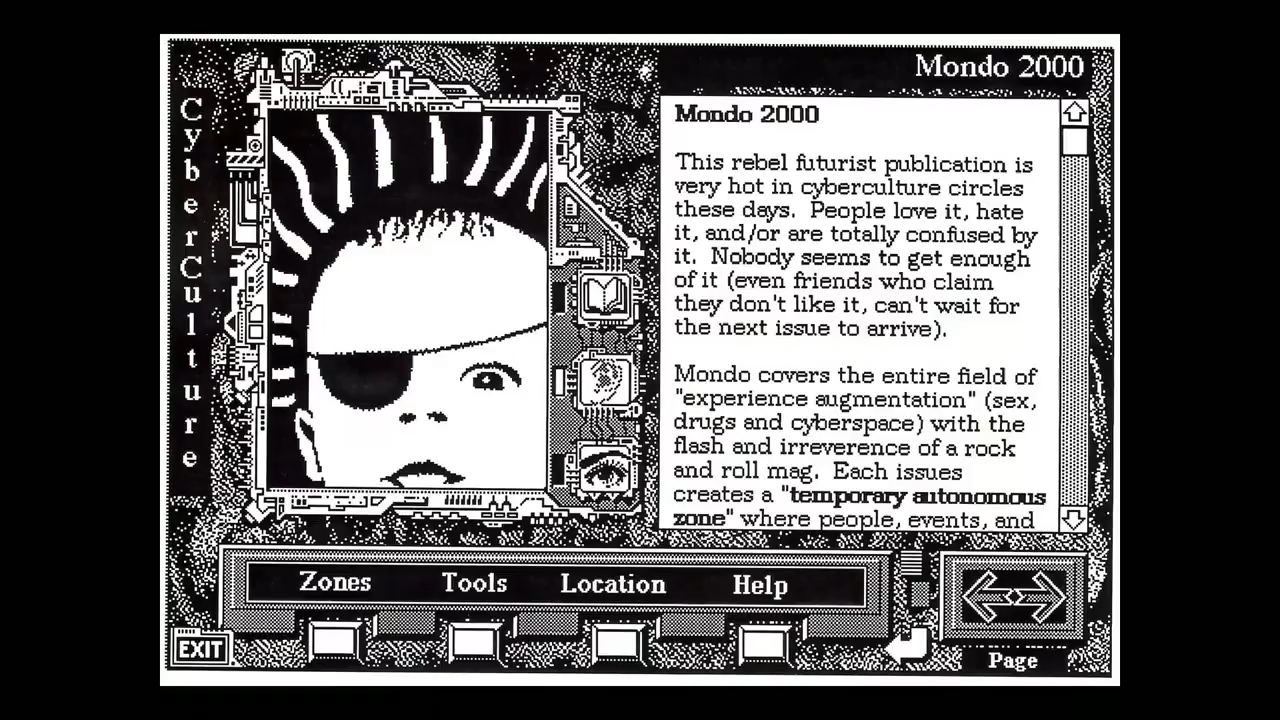 Mondo 2000
CyberCulture
Mondo 2000
This rebel futurist publication is
very hot in cyberculture circles
these days. People love it, hate
it, and/or are totally confused by
it. Nobody seems to get enough
of it (even friends who claim
they don't like it, can't wait for
the next issue to arrive).
Mondo covers the entire field of
"experience augmentation" (sex,
drugs and cyberspace) with the
flash and irreverence of a rock
and roll mag. Each issues
creates a "temporary autonomous
zone" where people, events, and
Zones Tools Location Help
EXIT
Page